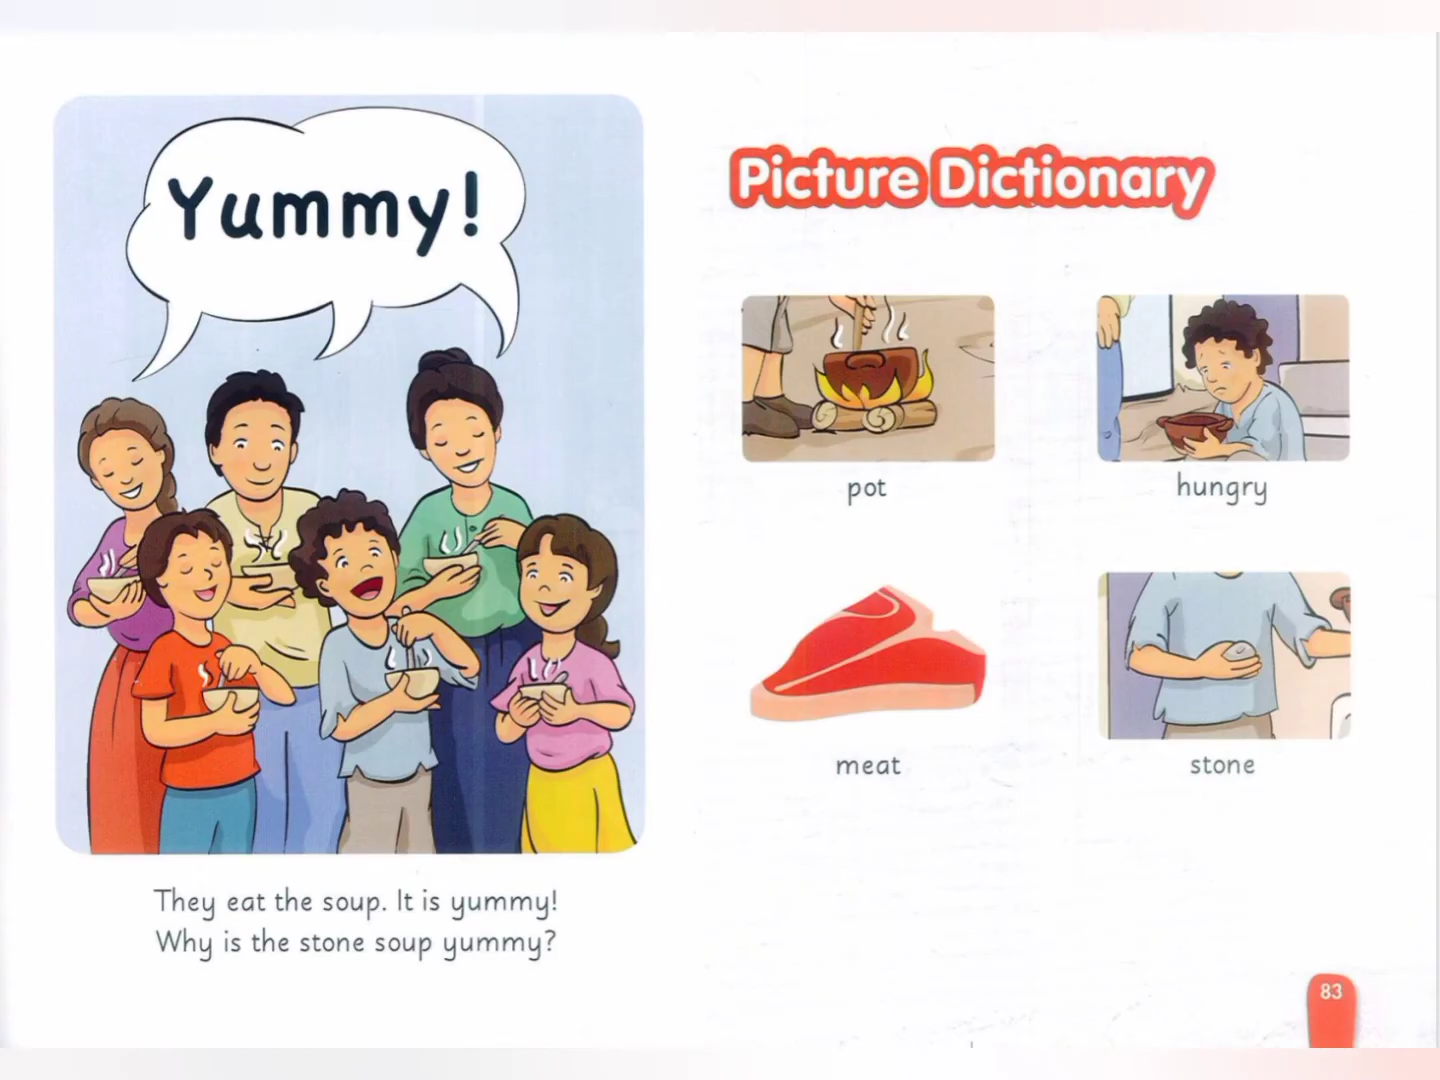 Yummy!
They eat the soup. It is yummy!
Why is the stone soup yummy?
Picture Dictionary
pot
hungry
meat
stone
83